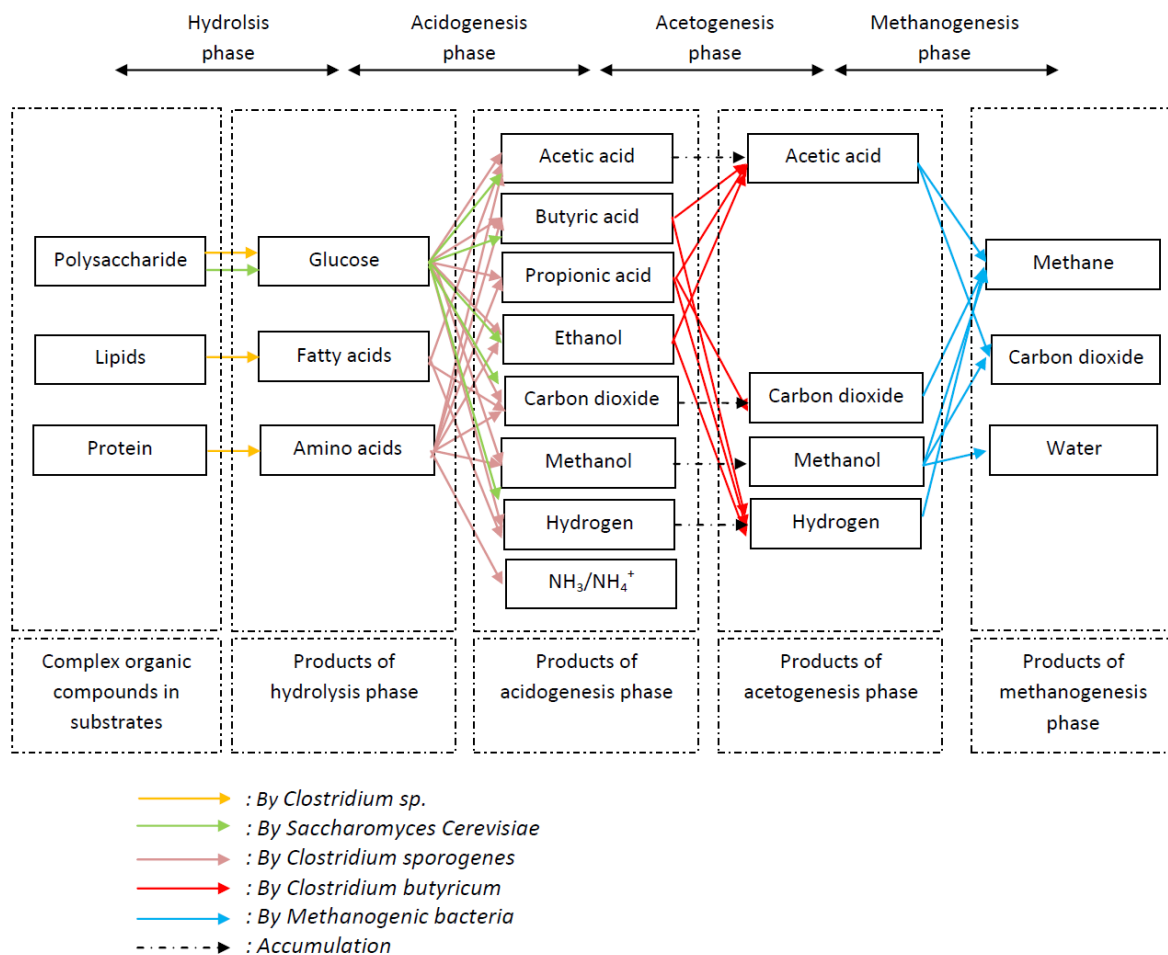 Hydrolsis
phase
Acidogenesis
phase
Acetogenesis
phase
Methanogenesis
phase
Polysaccharide
Lipids
Protein
Glucose
Fatty acids
Amino acids
Acetic acid
Butyric acid
Propionic acid
Ethanol
Carbon dioxide
Methanol
Hydrogen
NH₃/NH₄⁺
Acetic acid
Carbon dioxide
Methanol
Hydrogen
Methane
Carbon dioxide
Water
Complex organic
compounds in
substrates
Products of
hydrolysis phase
Products of
acidogenesis phase
Products of
acetogenesis phase
Products of
methanogenesis
phase
: By Clostridium sp.
: By Saccharomyces Cerevisiae
: By Clostridium sporogenes
: By Clostridium butyricum
: By Methanogenic bacteria
: Accumulation